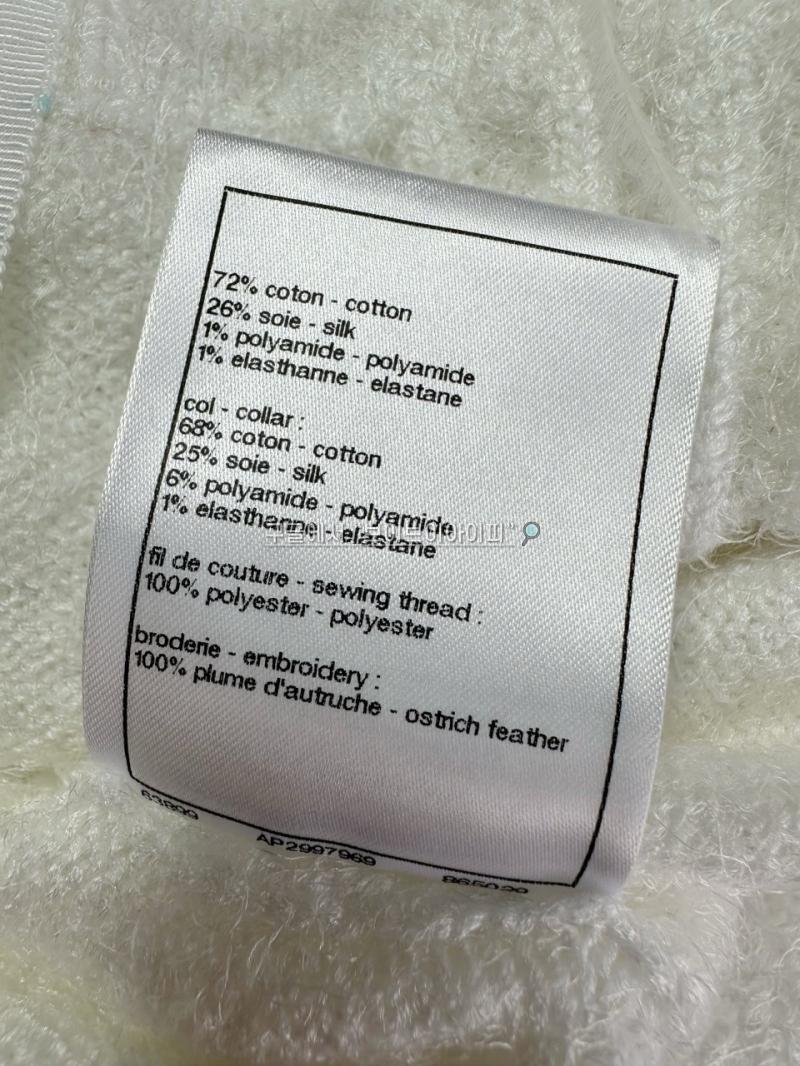 72% coton - cotton
26% soie - silk
1% polyamide - polyamide
1% elasthanne - elastane
col - collar :
68% coton - cotton
25% soie - silk
6% polyamide - polyamide
1% elasthanne - elastane
fil de couture - sewing thread :
100% polyester - polyester
broderie - embroidery :
100% plume d'autruche - ostrich feather
63899
AP2997969